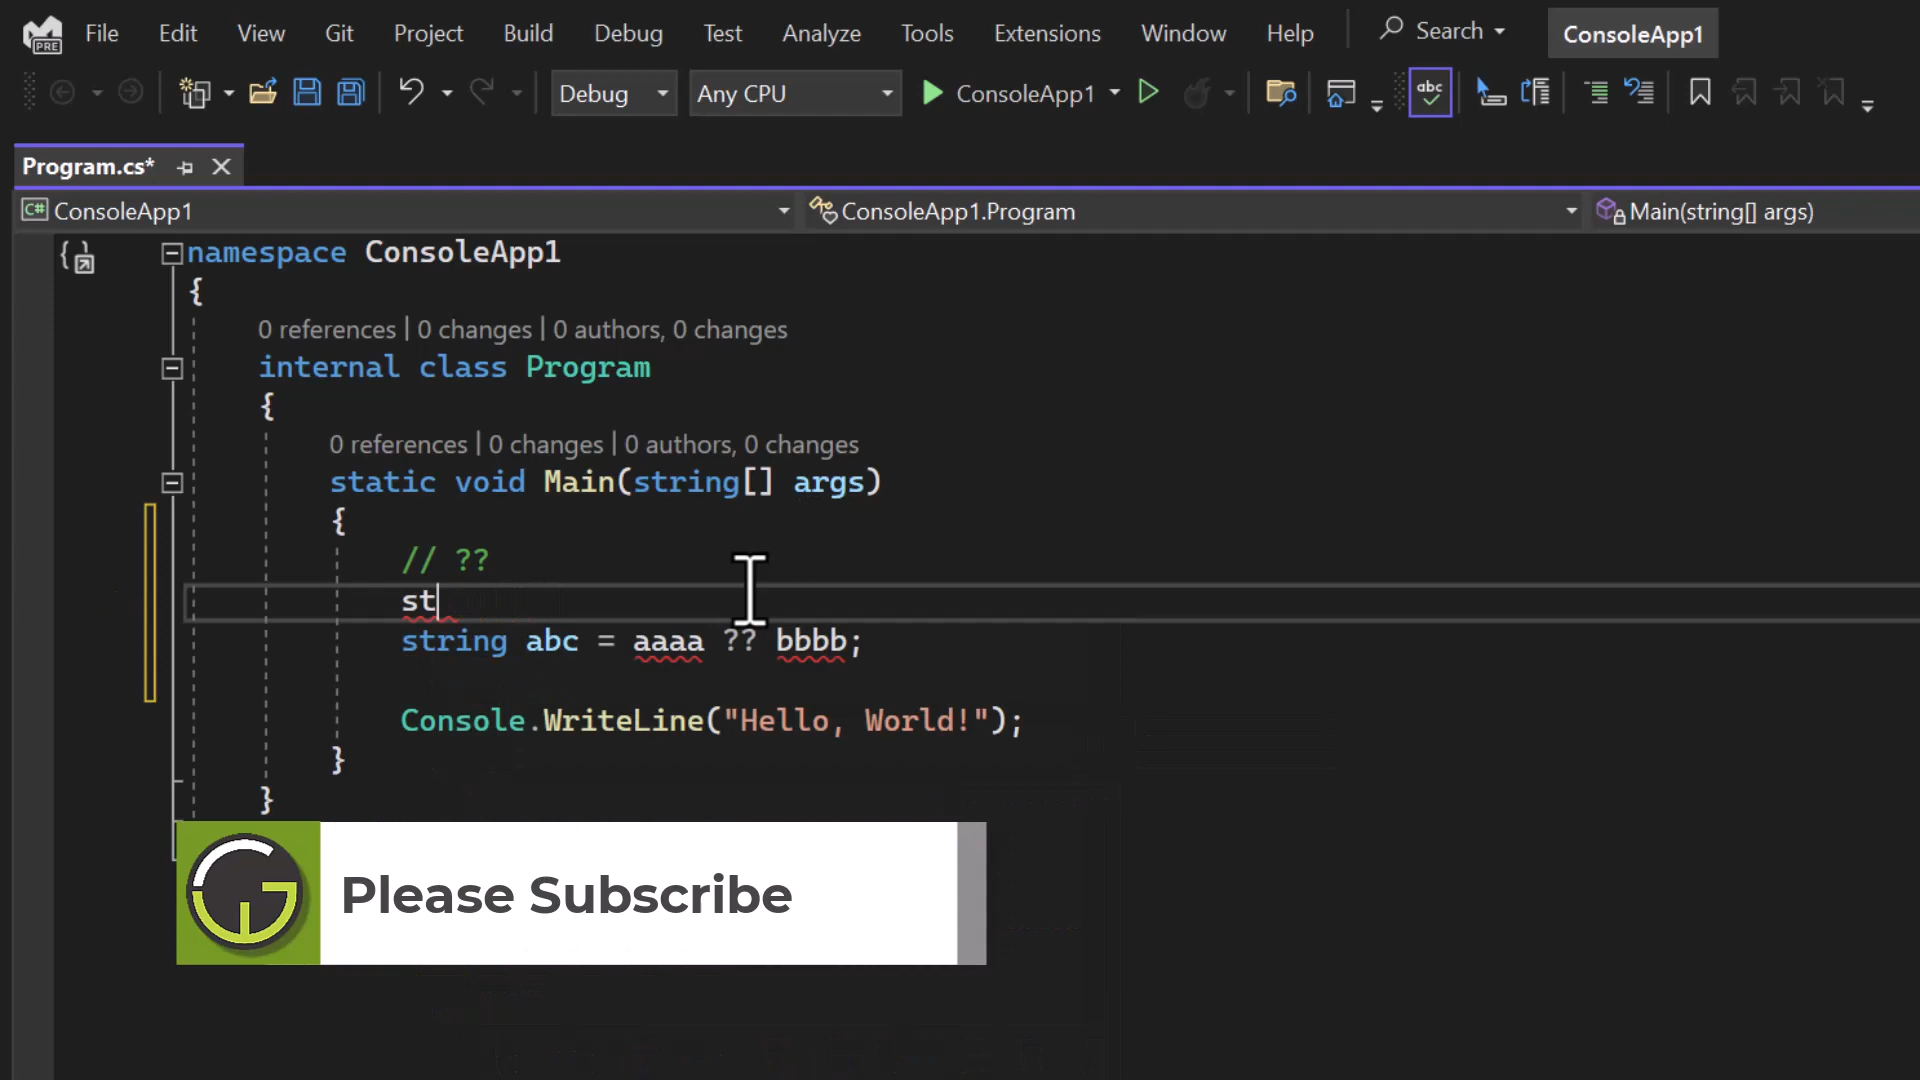 File Edit View Git Project Build Debug Test Analyze Tools Extensions Window Help Search ConsoleApp1
PRE
Debug Any CPU ConsoleApp1 abc
Program.cs*
C# ConsoleApp1 ConsoleApp1.Program Main(string[] args)
namespace ConsoleApp1
{
0 references | 0 changes | 0 authors, 0 changes
internal class Program
{
0 references | 0 changes | 0 authors, 0 changes
static void Main(string[] args)
{
// ??
st
string abc = aaaa ?? bbbb;
Console.WriteLine("Hello, World!");
}
}
Please Subscribe